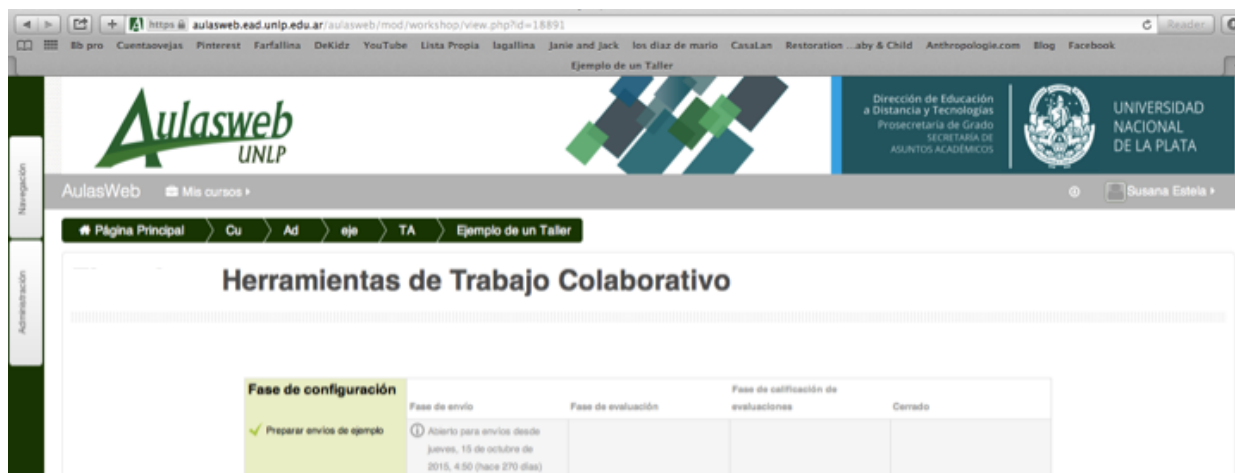 https aulasweb.ead.unlp.edu.ar/aulasweb/mod/workshop/view.php?id=18891 Reader
Bb pro Cuentaovejas Pinterest Farfallina DeKidz YouTube Lista Propia lagallina Janie and Jack los diaz de mario CasaLan Restoration ...aby & Child Anthropologie.com Blog Facebook
Ejemplo de un Taller
Aulasweb
UNLP
Dirección de Educación
a Distancia y Tecnologías
Prosecretaría de Grado
SECRETARÍA DE
ASUNTOS ACADÉMICOS
UNIVERSIDAD
NACIONAL
DE LA PLATA
Navegación
AulasWeb Mis cursos Susana Estela
Página Principal Cu Ad eje TA Ejemplo de un Taller
Administración
Herramientas de Trabajo Colaborativo
Fase de configuración
Preparar envíos de ejemplo
Fase de envío
Abierto para envíos desde
jueves, 15 de octubre de
2015, 4:50 (hace 270 días)
Fase de evaluación
Fase de calificación de
evaluaciones
Cerrado